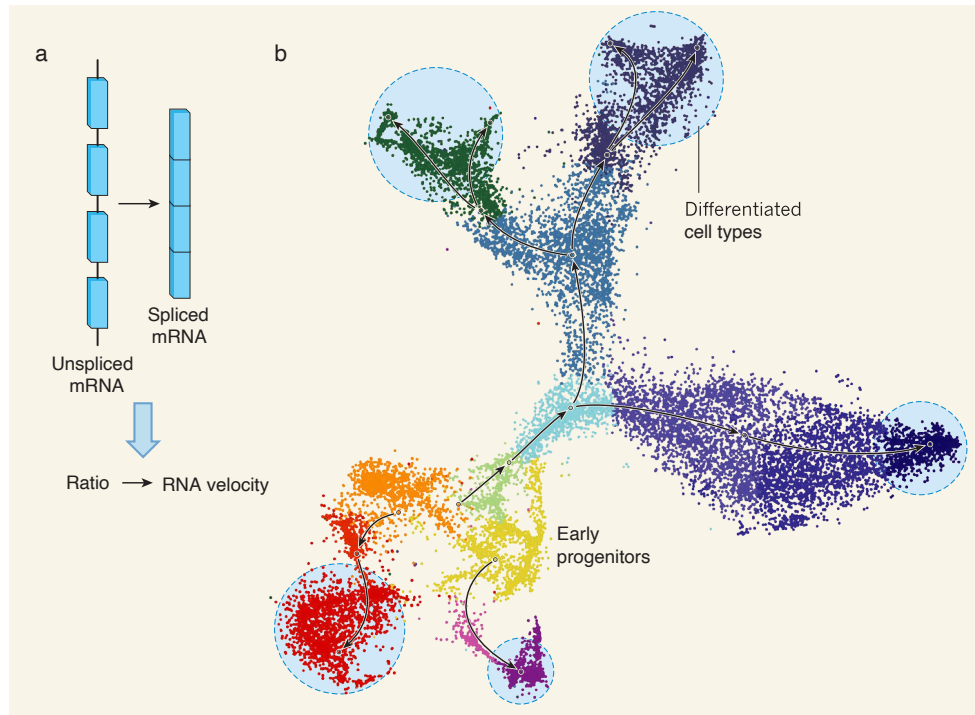 a
Unspliced
mRNA
Spliced
mRNA
Ratio
RNA velocity
b
Differentiated
cell types
Early
progenitors